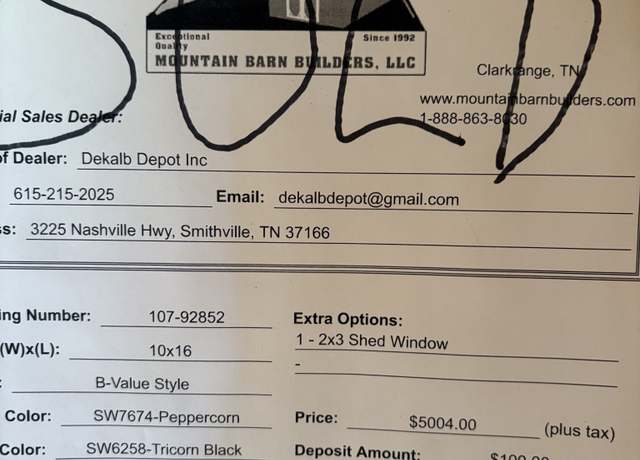 SOLD
Exceptional
Quality
Since 1992
MOUNTAIN BARN BUILDERS, LLC
Clarkrange, TN
www.mountainbarnbuilders.com
1-888-863-8030
ial Sales Dealer:
of Dealer: Dekalb Depot Inc
615-215-2025 Email: dekalbdepot@gmail.com
ss: 3225 Nashville Hwy, Smithville, TN 37166
ing Number: 107-92852
Extra Options:
1 - 2x3 Shed Window
-
(W)x(L): 10x16
: B-Value Style
Color: SW7674-Peppercorn
Price: $5004.00 (plus tax)
Color: SW6258-Tricorn Black
Deposit Amount: $100.00